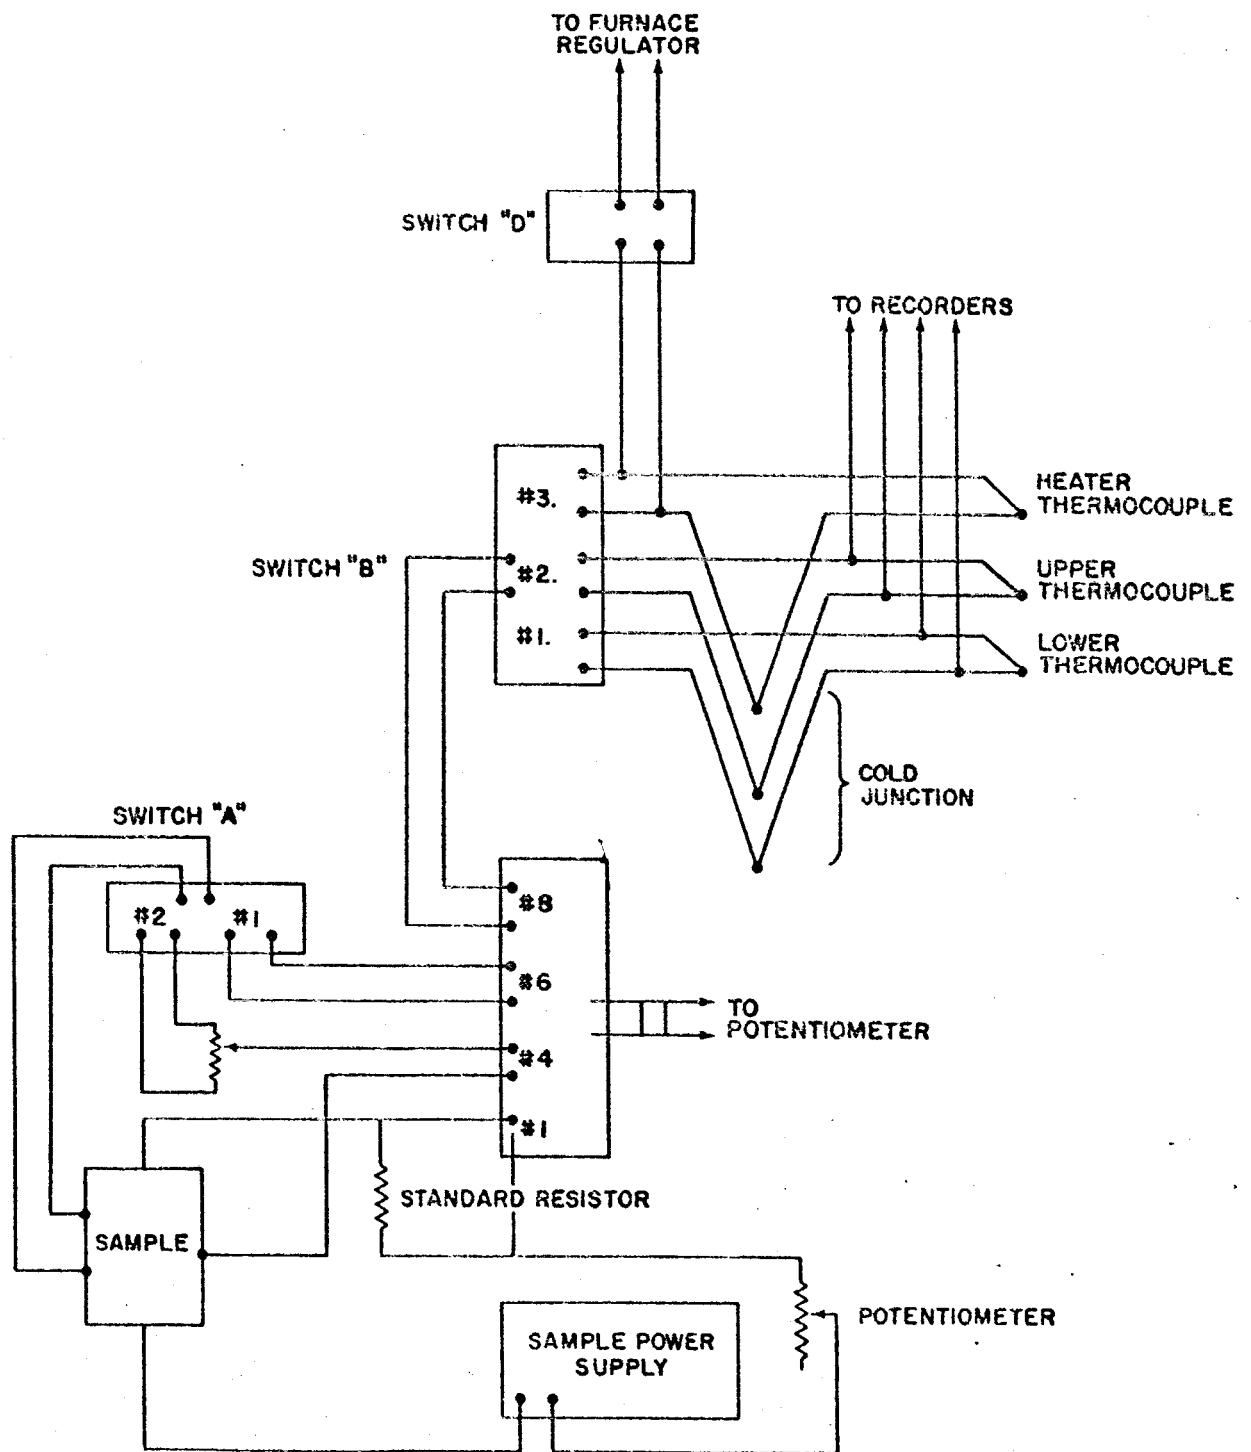 TO FURNACE
REGULATOR
SWITCH "D"
TO RECORDERS
#3.
HEATER
THERMOCOUPLE
SWITCH "B"
#2.
UPPER
THERMOCOUPLE
#1.
LOWER
THERMOCOUPLE
COLD
JUNCTION
SWITCH "A"
#2
#1
#8
#6
TO
POTENTIOMETER
#4
#1
STANDARD RESISTOR
SAMPLE
POTENTIOMETER
SAMPLE POWER
SUPPLY